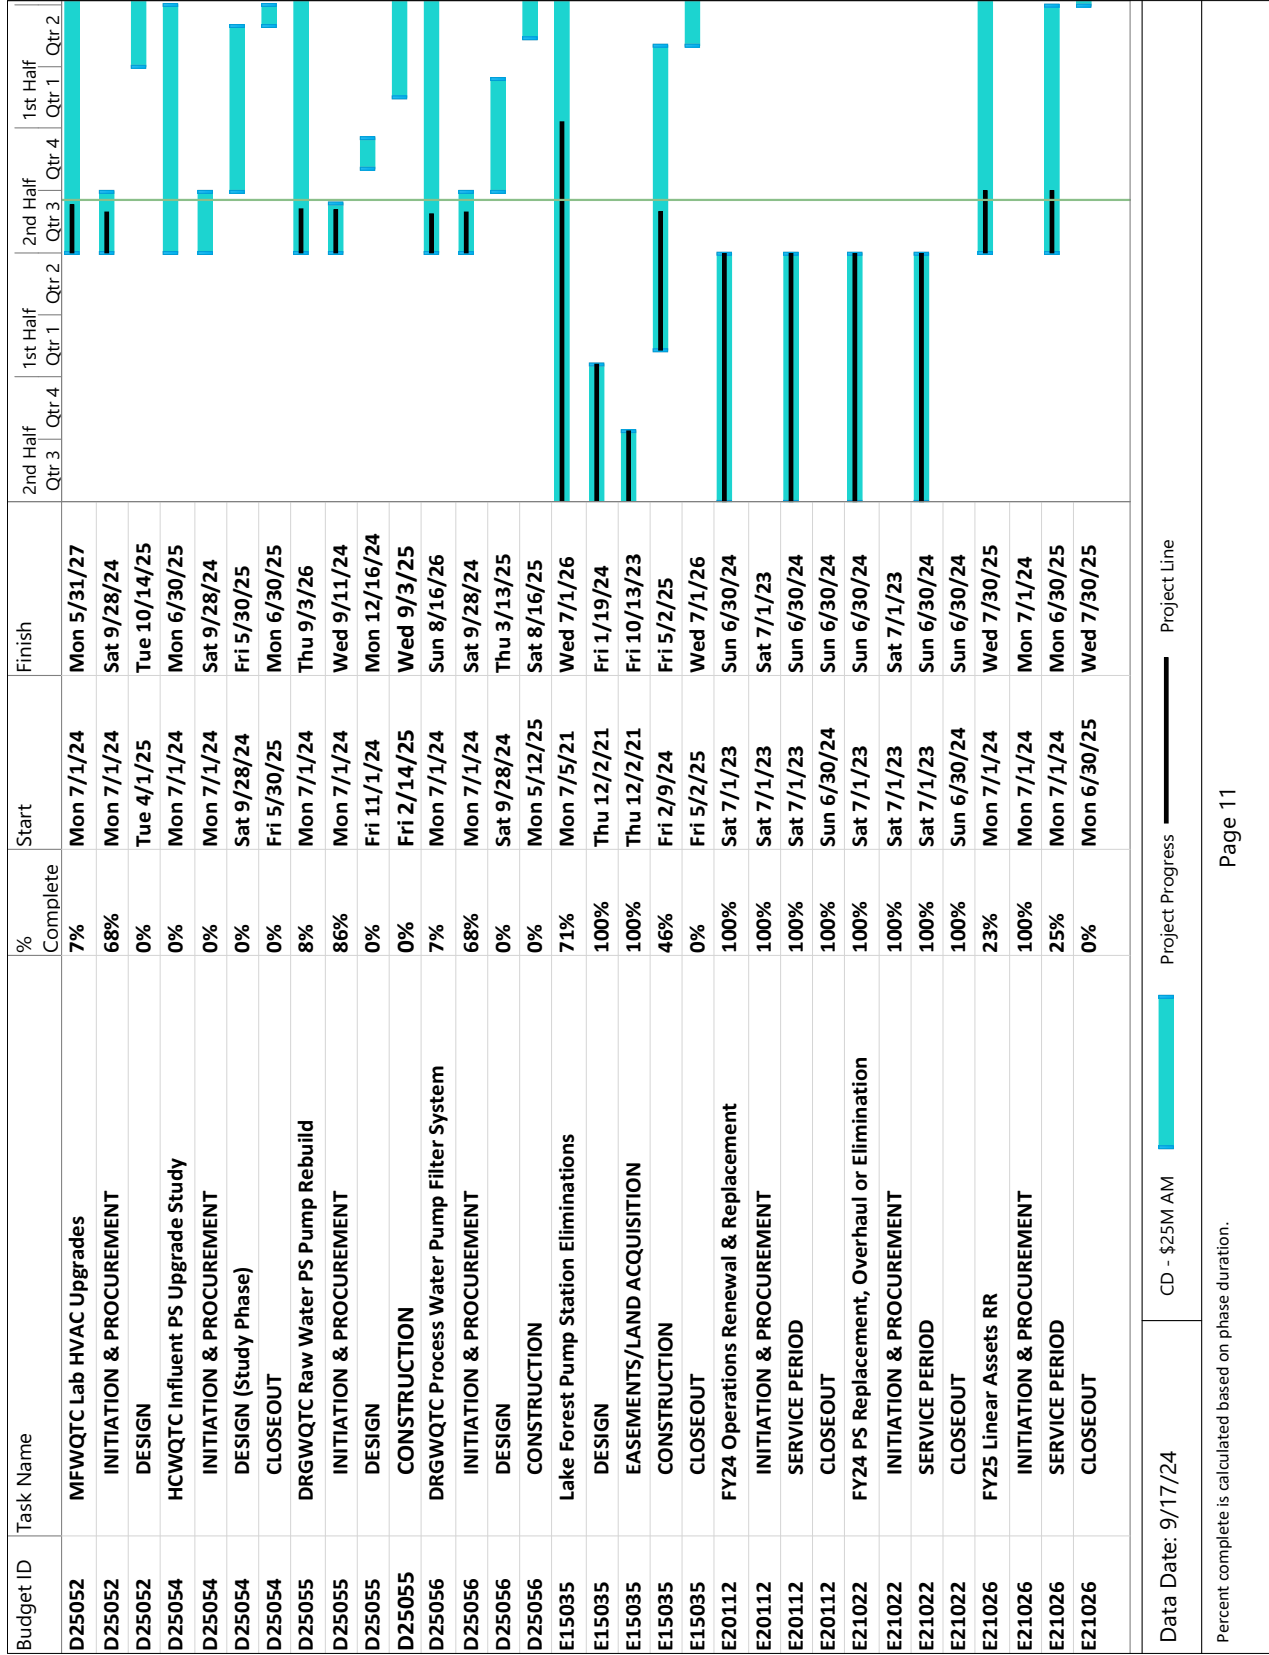 Budget ID Task Name % Complete Start Finish 2nd Half 1st Half 2nd Half 1st Half
Qtr 3 Qtr 4 Qtr 1 Qtr 2 Qtr 3 Qtr 4 Qtr 1 Qtr 2
D25052 MFWQTC Lab HVAC Upgrades 7% Mon 7/1/24 Mon 5/31/27
D25052 INITIATION & PROCUREMENT 68% Mon 7/1/24 Sat 9/28/24
D25052 DESIGN 0% Tue 4/1/25 Tue 10/14/25
D25054 HCWQTC Influent PS Upgrade Study 0% Mon 7/1/24 Mon 6/30/25
D25054 INITIATION & PROCUREMENT 0% Mon 7/1/24 Sat 9/28/24
D25054 DESIGN (Study Phase) 0% Sat 9/28/24 Fri 5/30/25
D25054 CLOSEOUT 0% Fri 5/30/25 Mon 6/30/25
D25055 DRGWQTC Raw Water PS Pump Rebuild 8% Mon 7/1/24 Thu 9/3/26
D25055 INITIATION & PROCUREMENT 86% Mon 7/1/24 Wed 9/11/24
D25055 DESIGN 0% Fri 11/1/24 Mon 12/16/24
D25055 CONSTRUCTION 0% Fri 2/14/25 Wed 9/3/25
D25056 DRGWQTC Process Water Pump Filter System 7% Mon 7/1/24 Sun 8/16/26
D25056 INITIATION & PROCUREMENT 68% Mon 7/1/24 Sat 9/28/24
D25056 DESIGN 0% Sat 9/28/24 Thu 3/13/25
D25056 CONSTRUCTION 0% Mon 5/12/25 Sat 8/16/25
E15035 Lake Forest Pump Station Eliminations 71% Mon 7/5/21 Wed 7/1/26
E15035 DESIGN 100% Thu 12/2/21 Fri 1/19/24
E15035 EASEMENTS/LAND ACQUISITION 100% Thu 12/2/21 Fri 10/13/23
E15035 CONSTRUCTION 46% Fri 2/9/24 Fri 5/2/25
E15035 CLOSEOUT 0% Fri 5/2/25 Wed 7/1/26
E20112 FY24 Operations Renewal & Replacement 100% Sat 7/1/23 Sun 6/30/24
E20112 INITIATION & PROCUREMENT 100% Sat 7/1/23 Sat 7/1/23
E20112 SERVICE PERIOD 100% Sat 7/1/23 Sun 6/30/24
E20112 CLOSEOUT 100% Sun 6/30/24 Sun 6/30/24
E21022 FY24 PS Replacement, Overhaul or Elimination 100% Sat 7/1/23 Sun 6/30/24
E21022 INITIATION & PROCUREMENT 100% Sat 7/1/23 Sat 7/1/23
E21022 SERVICE PERIOD 100% Sat 7/1/23 Sun 6/30/24
E21022 CLOSEOUT 100% Sun 6/30/24 Sun 6/30/24
E21026 FY25 Linear Assets RR 23% Mon 7/1/24 Wed 7/30/25
E21026 INITIATION & PROCUREMENT 100% Mon 7/1/24 Mon 7/1/24
E21026 SERVICE PERIOD 25% Mon 7/1/24 Mon 6/30/25
E21026 CLOSEOUT 0% Mon 6/30/25 Wed 7/30/25
Data Date: 9/17/24 CD - $25M AM Project Progress Project Line
Percent complete is calculated based on phase duration.
Page 11